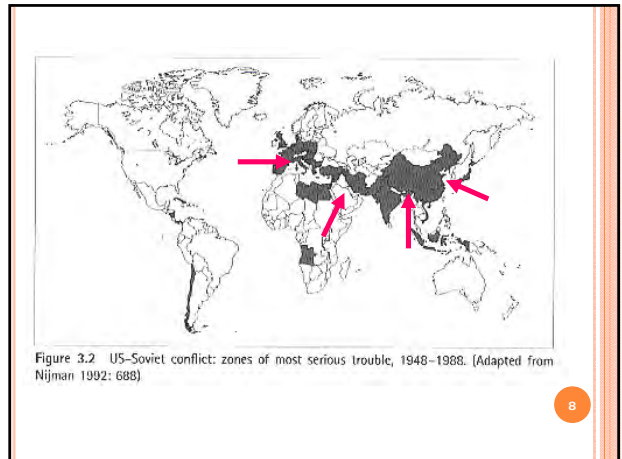 Figure 3.2 US–Soviet conflict: zones of most serious trouble, 1948–1988. (Adapted from
Nijman 1992: 688)
8